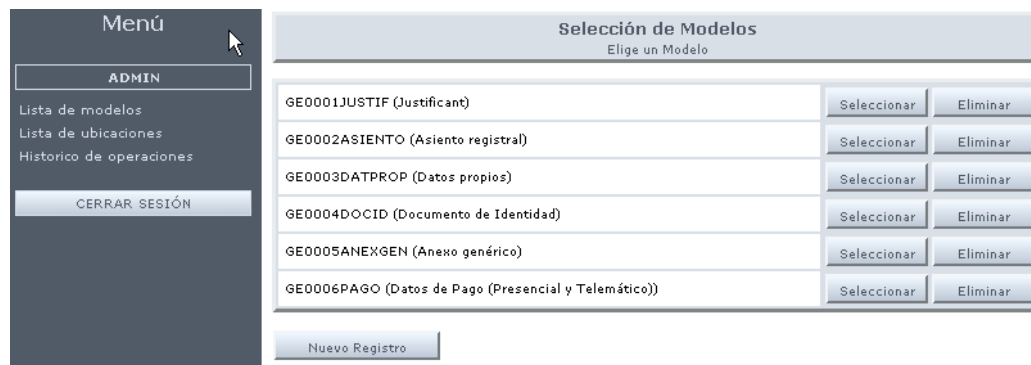 Menú
ADMIN
Lista de modelos
Lista de ubicaciones
Historico de operaciones
CERRAR SESIÓN
Selección de Modelos
Elige un Modelo
GE0001JUSTIF (Justificant) Seleccionar Eliminar
GE0002ASIENTO (Asiento registral) Seleccionar Eliminar
GE0003DATPROP (Datos propios) Seleccionar Eliminar
GE0004DOCID (Documento de Identidad) Seleccionar Eliminar
GE0005ANEXGEN (Anexo genérico) Seleccionar Eliminar
GE0006PAGO (Datos de Pago (Presencial y Telemático)) Seleccionar Eliminar
Nuevo Registro